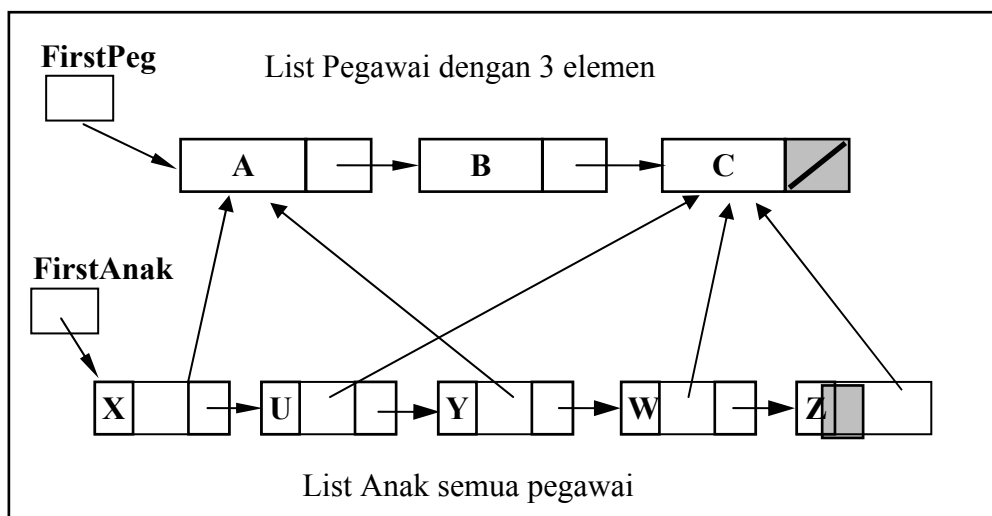 FirstPeg
List Pegawai dengan 3 elemen
A B C
FirstAnak
X U Y W Z
List Anak semua pegawai